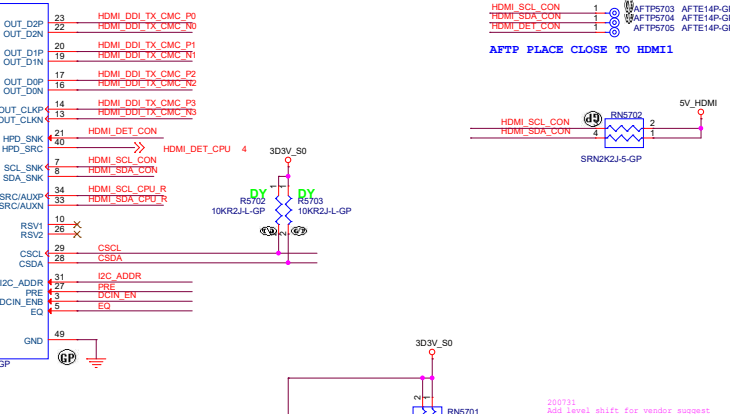 OUT_D2P 23 HDMI_DDI_TX_CMC_P0
OUT_D2N 22 HDMI_DDI_TX_CMC_N0
OUT_D1P 20 HDMI_DDI_TX_CMC_P1
OUT_D1N 19 HDMI_DDI_TX_CMC_N1
OUT_D0P 17 HDMI_DDI_TX_CMC_P2
OUT_D0N 16 HDMI_DDI_TX_CMC_N2
OUT_CLKP 14 HDMI_DDI_TX_CMC_P3
OUT_CLKN 13 HDMI_DDI_TX_CMC_N3
HPD_SNK 21 HDMI_DET_CON
HPD_SRC 40 HDMI_DET_CPU 4
SCL_SNK 7 HDMI_SCL_CON
SDA_SNK 8 HDMI_SDA_CON
SRC/AUXP 34 HDMI_SCL_CPU_R
SRC/AUXN 33 HDMI_SDA_CPU_R
RSV1 10
RSV2 26
CSCL 29 CSCL
CSDA 28 CSDA
I2C_ADDR 31 I2C_ADDR
PRE 27 PRE
DCIN_ENB 3 DCIN_EN
EQ 5 EQ
GND 49
GP
GP
3D3V_S0
1 1
DY DY
R5702 R5703
10KR2J-L-GP 10KR2J-L-GP
2 2
HDMI_SCL_CON 1 AFTP5703 AFTE14P-G
HDMI_SDA_CON 1 AFTP5704 AFTE14P-G
HDMI_DET_CON 1 AFTP5705 AFTE14P-G
AFTP PLACE CLOSE TO HDMI1
5V_HDMI
RN5702
HDMI_SCL_CON 3 2
HDMI_SDA_CON 4 1
SRN2K2J-5-GP
3D3V_S0
2 1
RN5701
200731
Add level shift for vendor suggest